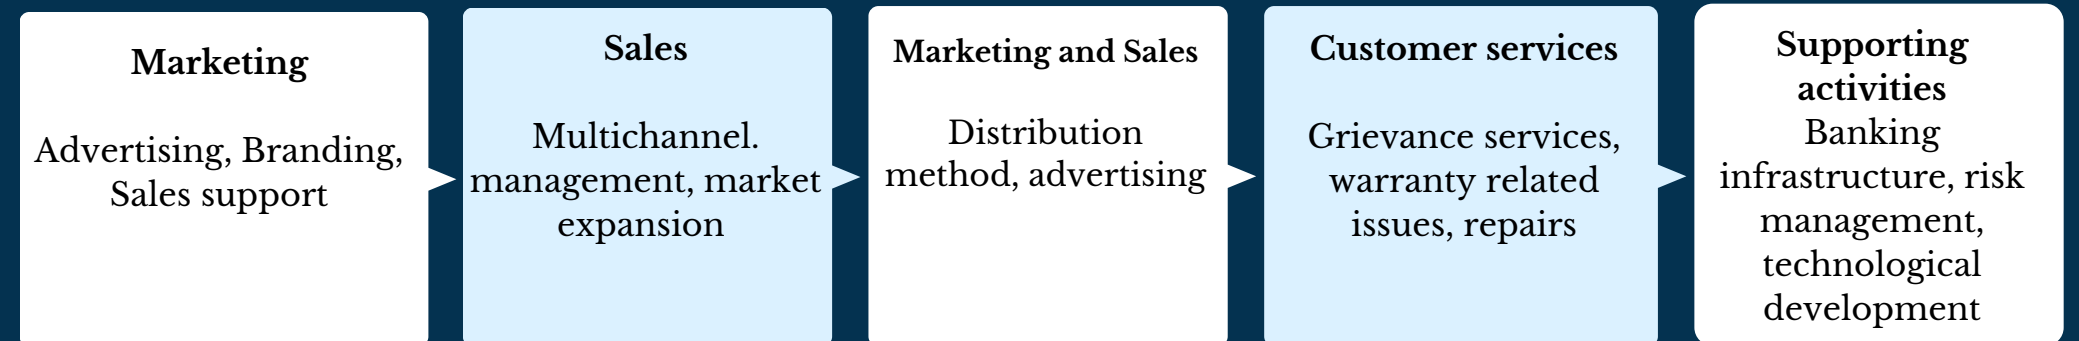 Marketing
Advertising, Branding,
Sales support
Sales
Multichannel.
management, market
expansion
Marketing and Sales
Distribution
method, advertising
Customer services
Grievance services,
warranty related
issues, repairs
Supporting
activities
Banking
infrastructure, risk
management,
technological
development